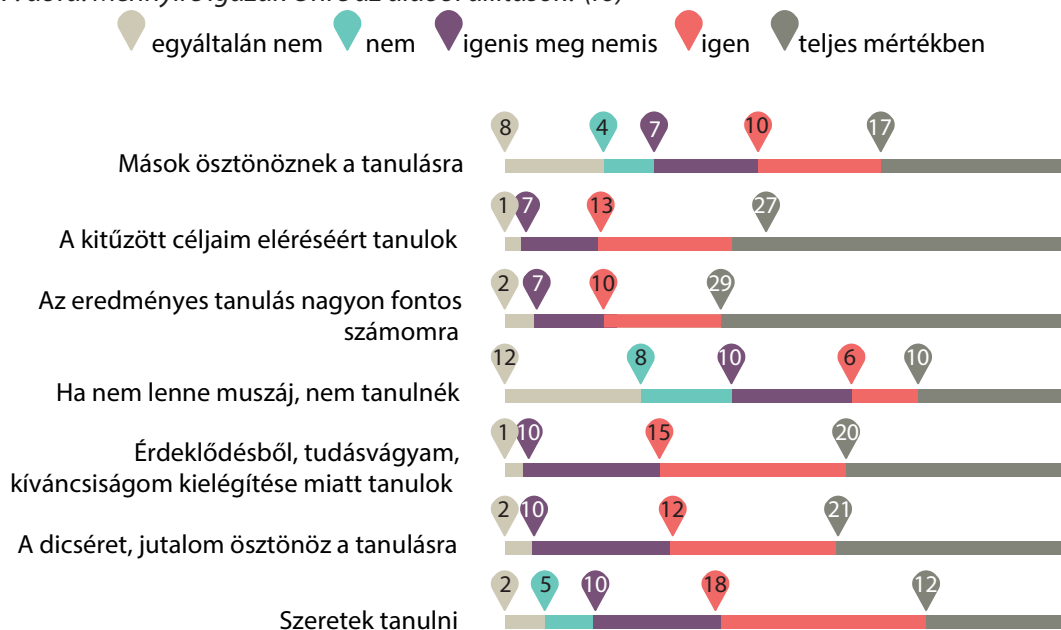 egyáltalán nem nem igenis meg nemis igen teljes mértékben
8 4 7 10 17
Mások ösztönöznek a tanulásra
1 7 13 27
A kitűzött céljaim eléréséért tanulok
2 7 10 29
Az eredményes tanulás nagyon fontos
számomra
12 8 10 6 10
Ha nem lenne muszáj, nem tanulnék
1 10 15 20
Érdeklődésből, tudásvágyam,
kíváncsiságom kielégítése miatt tanulok
2 10 12 21
A dicséret, jutalom ösztönöz a tanulásra
2 5 10 18 12
Szeretek tanulni